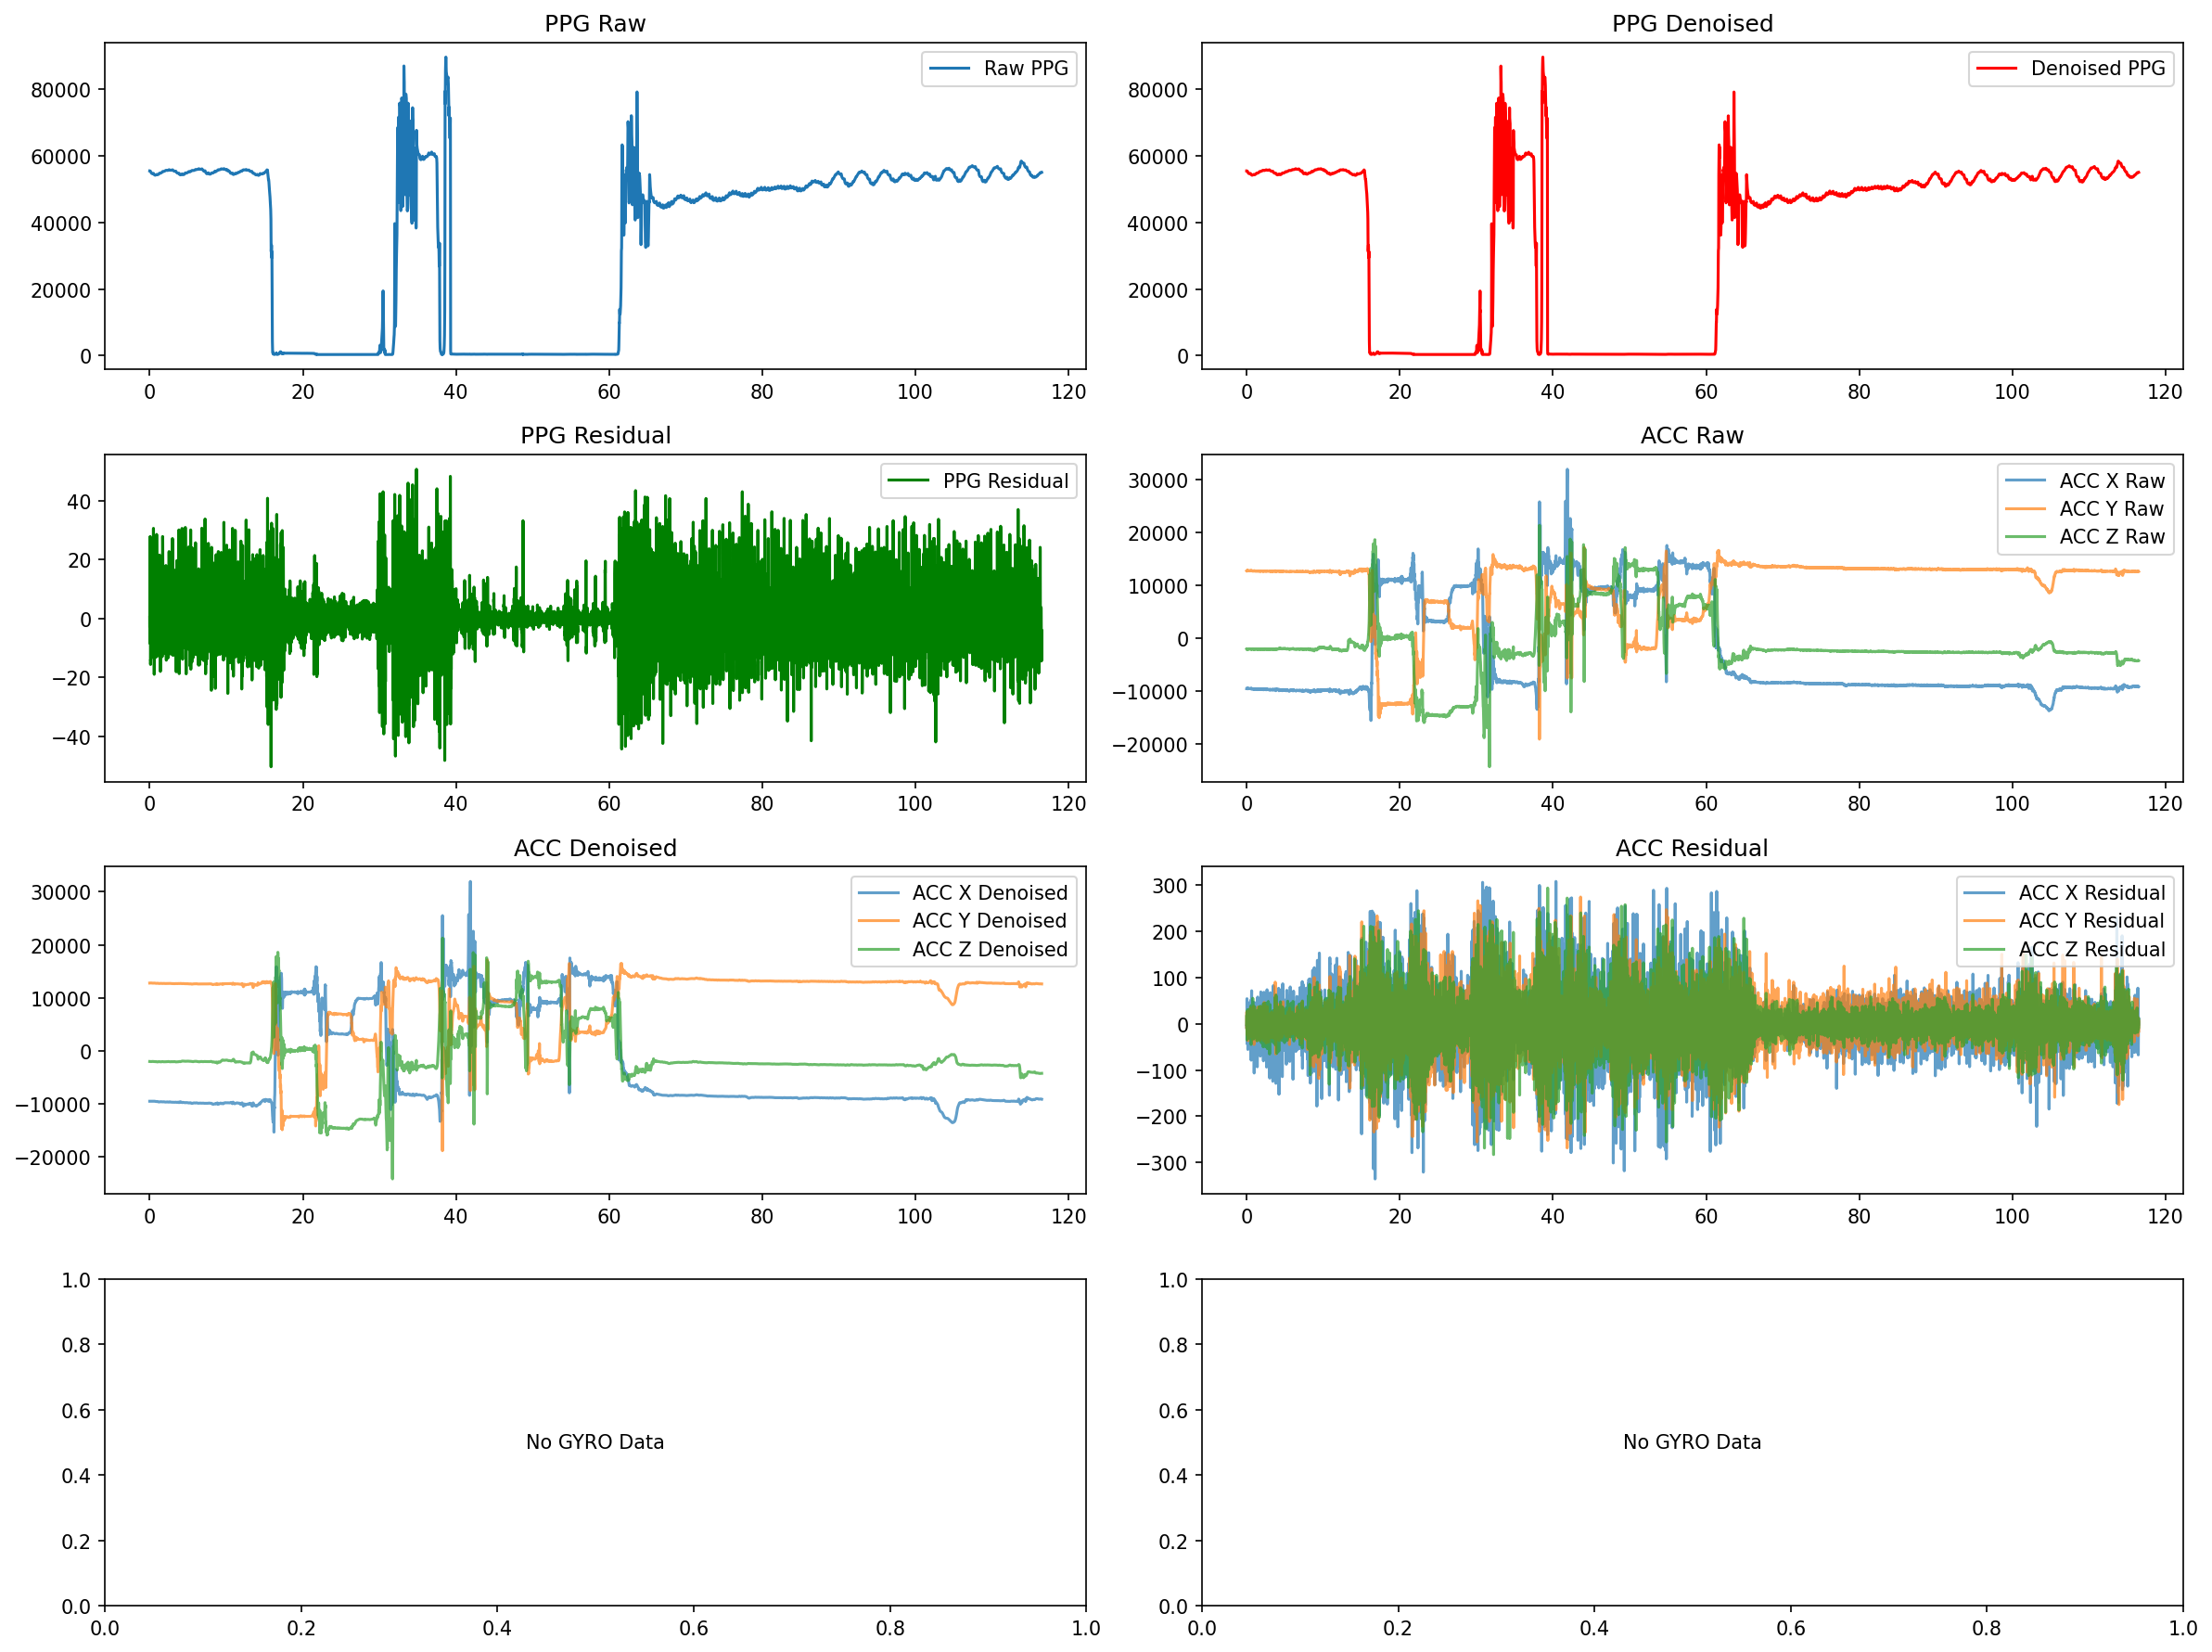 PPG Raw
PPG Denoised
80000
60000
40000
20000
0
Raw PPG
0 20 40 60 80 100 120
80000
60000
40000
20000
0
Denoised PPG
0 20 40 60 80 100 120
PPG Residual
ACC Raw
40
20
0
−20
−40
PPG Residual
0 20 40 60 80 100 120
30000
20000
10000
0
−10000
−20000
ACC X Raw
ACC Y Raw
ACC Z Raw
0 20 40 60 80 100 120
ACC Denoised
ACC Residual
30000
20000
10000
0
−10000
−20000
ACC X Denoised
ACC Y Denoised
ACC Z Denoised
0 20 40 60 80 100 120
300
200
100
0
−100
−200
−300
ACC X Residual
ACC Y Residual
ACC Z Residual
0 20 40 60 80 100 120
1.0
0.8
0.6
0.4
0.2
0.0
No GYRO Data
0.0 0.2 0.4 0.6 0.8 1.0
1.0
0.8
0.6
0.4
0.2
0.0
No GYRO Data
0.0 0.2 0.4 0.6 0.8 1.0